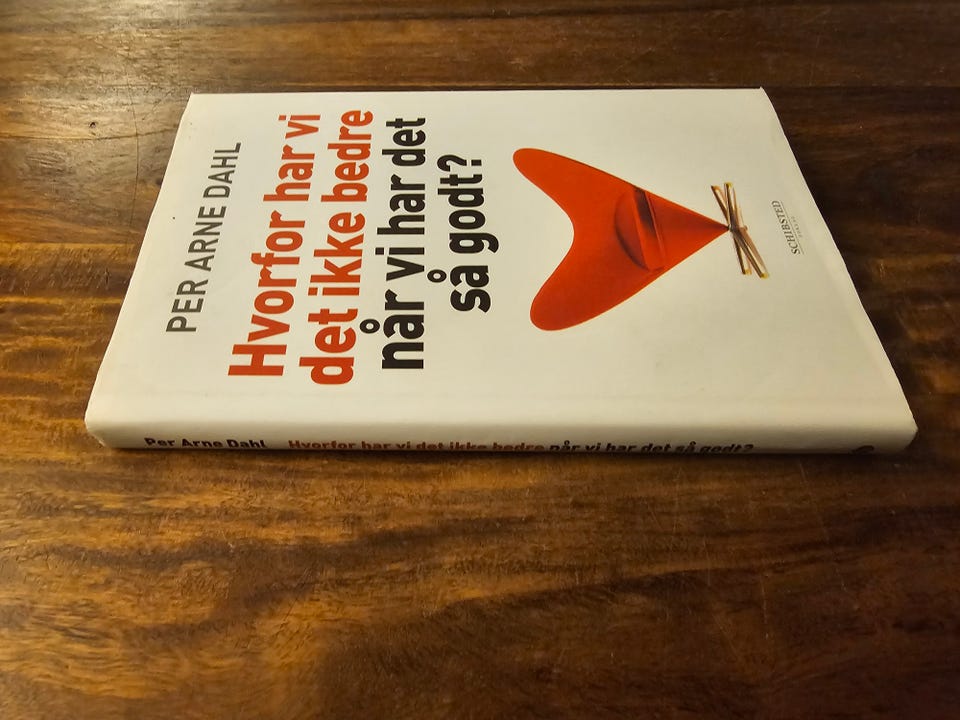 PER ARNE DAHL
Hvorfor har vi
det ikke bedre
når vi har det
så godt?
SCHIBSTED
Per Arne Dahl Hvorfor har vi det ikke bedre når vi har det så godt?